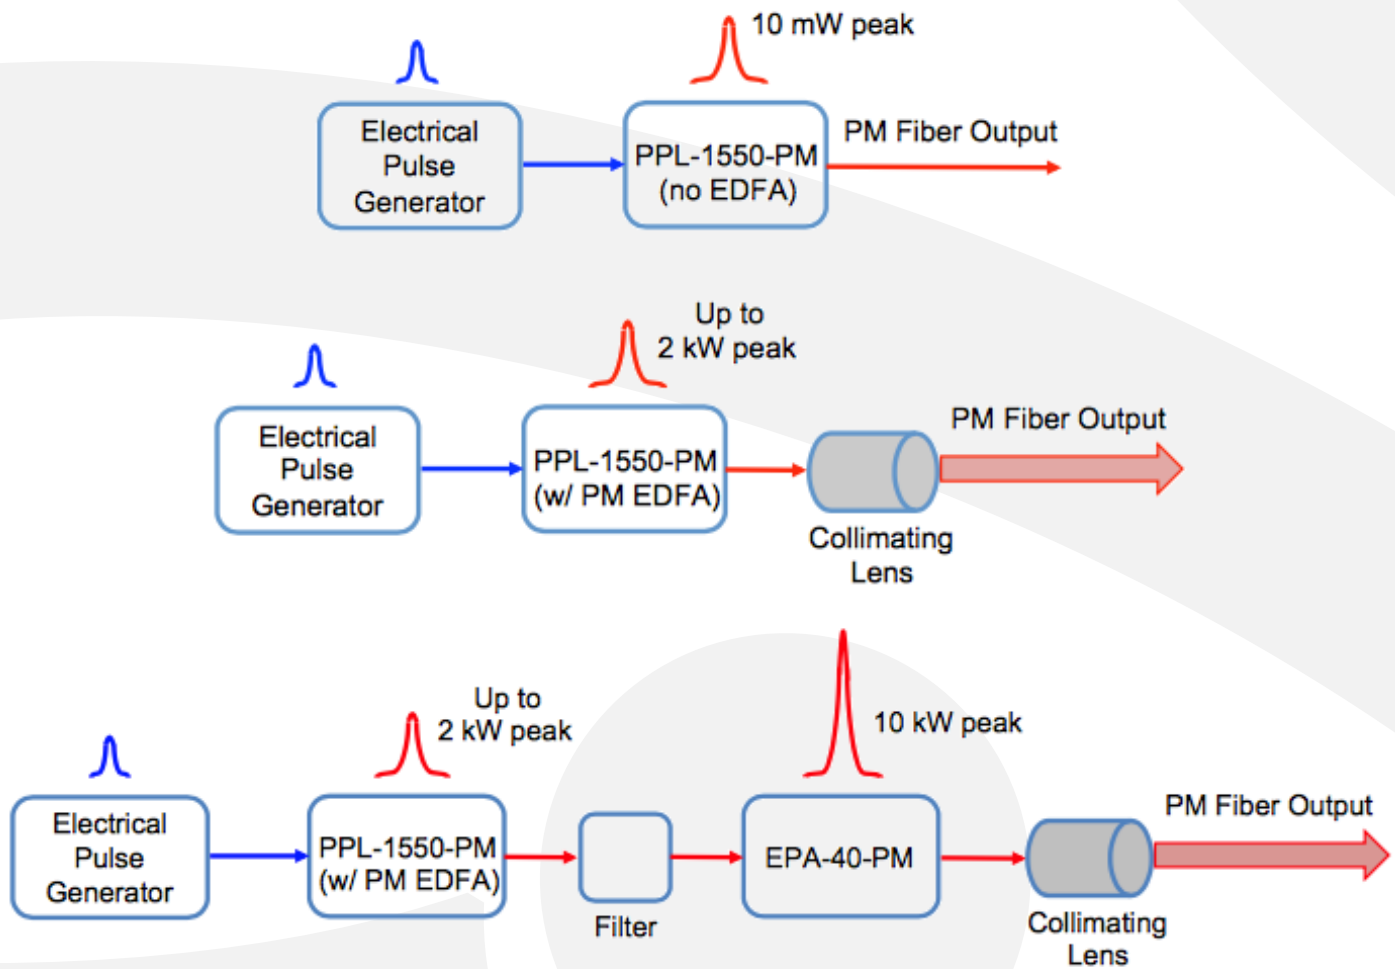 10 mW peak
Electrical
Pulse
Generator
PPL-1550-PM
(no EDFA)
PM Fiber Output
Up to
2 kW peak
Electrical
Pulse
Generator
PPL-1550-PM
(w/ PM EDFA)
Collimating
Lens
PM Fiber Output
Up to
2 kW peak
10 kW peak
Electrical
Pulse
Generator
PPL-1550-PM
(w/ PM EDFA)
Filter
EPA-40-PM
Collimating
Lens
PM Fiber Output